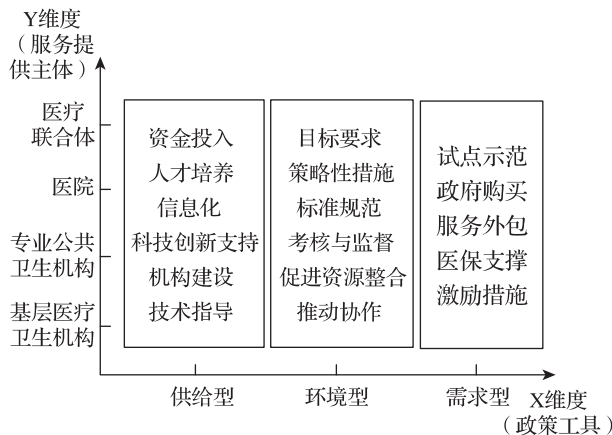 Y维度
（服务提
供主体）
医疗
联合体
医院
专业公共
卫生机构
基层医疗
卫生机构
资金投入
人才培养
信息化
科技创新支持
机构建设
技术指导
目标要求
策略性措施
标准规范
考核与监督
促进资源整合
推动协作
试点示范
政府购买
服务外包
医保支撑
激励措施
供给型
环境型
需求型
X维度
（政策工具）